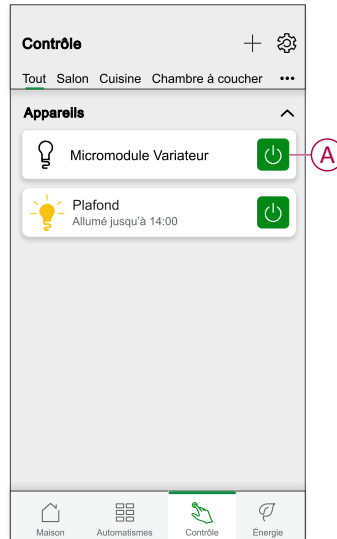 Contrôle
Tout Salon Cuisine Chambre à coucher •••
Appareils
Micromodule Variateur
A
Plafond
Allumé jusqu'à 14:00
Maison Automatismes Contrôle Énergie